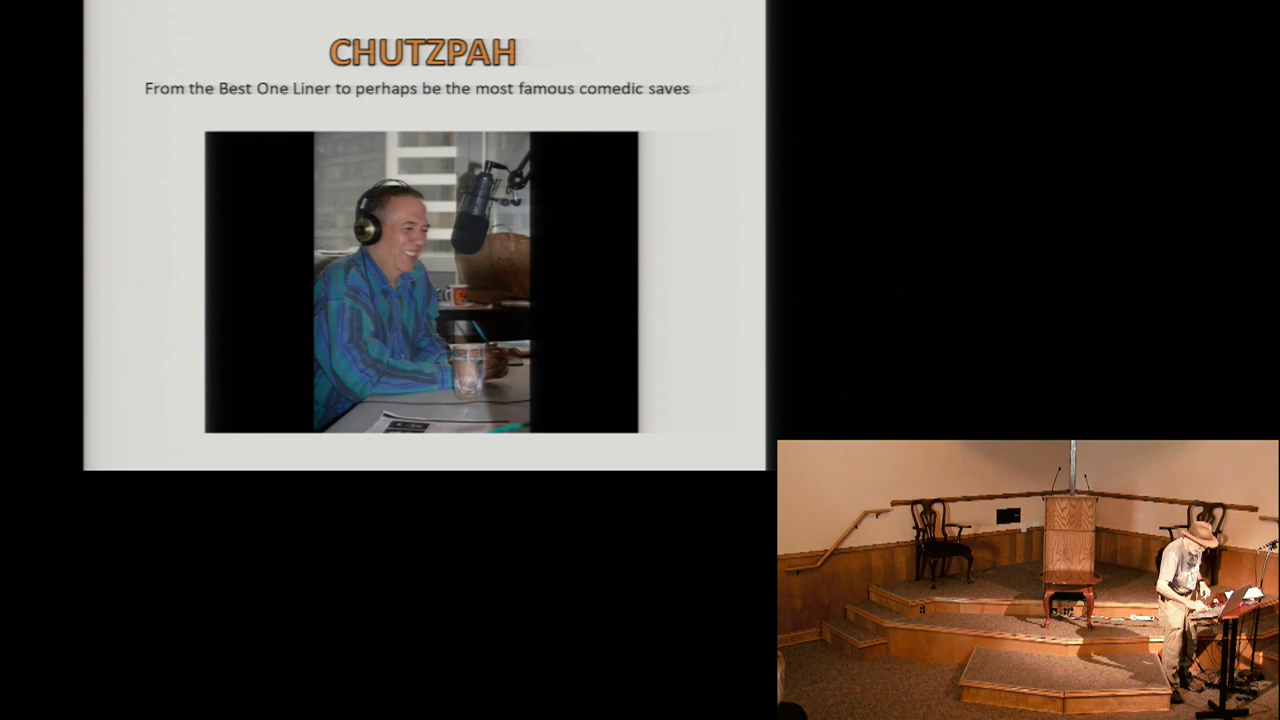 CHUTZPAH
From the Best One Liner to perhaps be the most famous comedic saves